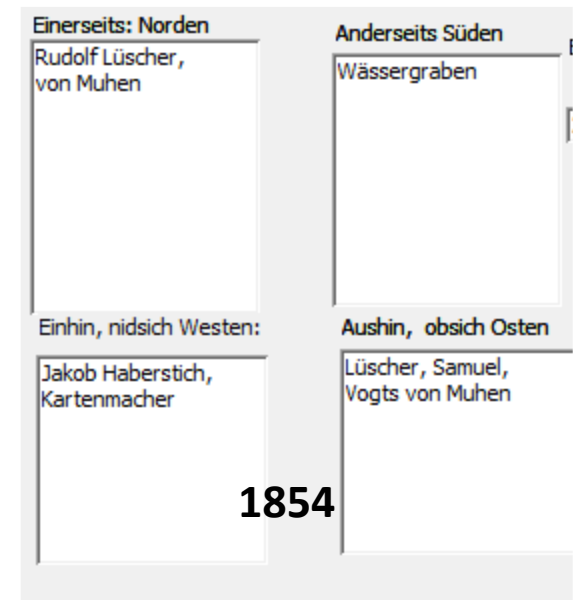 Einerseits: Norden
Rudolf Lüscher,
von Muhen
Anderseits Süden
Wässergraben
Einhin, nidsich Westen:
Jakob Haberstich,
Kartenmacher
Aushin, obsich Osten
Lüscher, Samuel,
Vogts von Muhen
1854